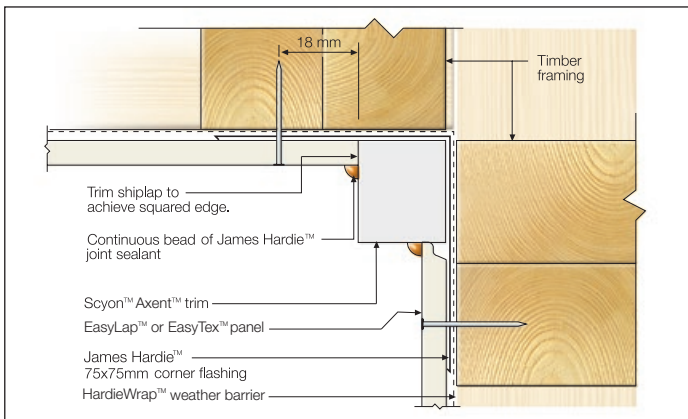 18 mm
Timber
framing
Trim shiplap to
achieve squared edge.
Continuous bead of James Hardie™
joint sealant
Scyon™ Axent™ trim
EasyLap™ or EasyTex™ panel
James Hardie™
75x75mm corner flashing
HardieWrap™ weather barrier